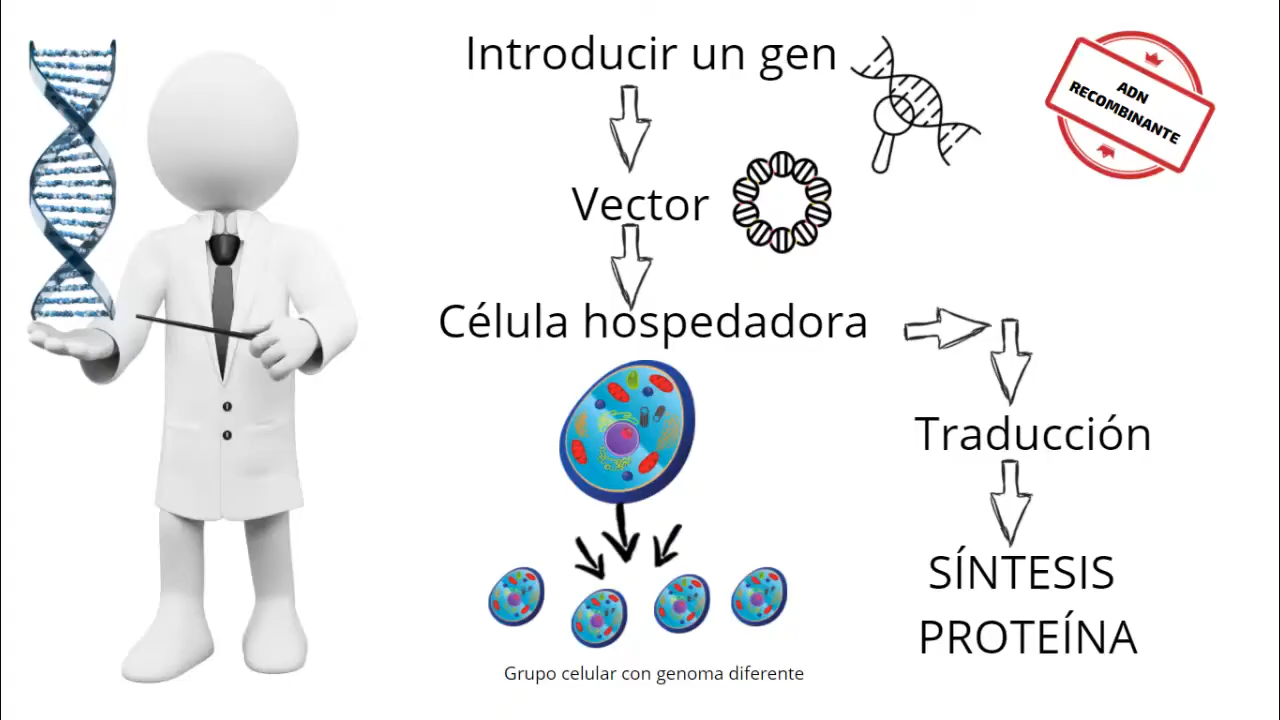 Introducir un gen
ADN
RECOMBINANTE
Vector
Célula hospedadora
Traducción
SÍNTESIS
PROTEÍNA
Grupo celular con genoma diferente